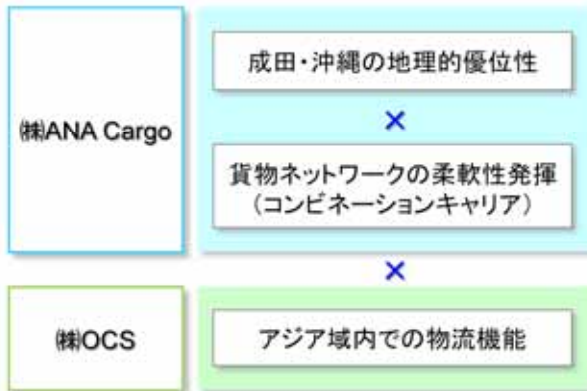 ㈱ANA Cargo
成田・沖縄の地理的優位性
×
貨物ネットワークの柔軟性発揮
（コンビネーションキャリア）
×
㈱OCS
アジア域内での物流機能